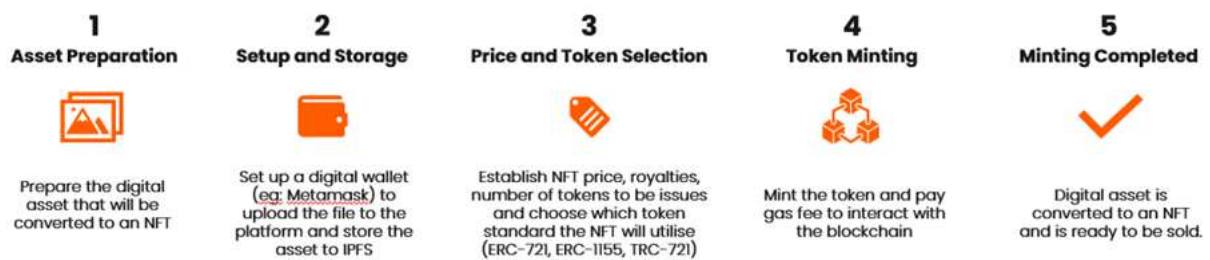 1
Asset Preparation
Prepare the digital
asset that will be
converted to an NFT
2
Setup and Storage
Set up a digital wallet
(eg: Metamask) to
upload the file to the
platform and store the
asset to IPFS
3
Price and Token Selection
Establish NFT price, royalties,
number of tokens to be issues
and choose which token
standard the NFT will utilise
(ERC-721, ERC-1155, TRC-721)
4
Token Minting
Mint the token and pay
gas fee to interact with
the blockchain
5
Minting Completed
Digital asset is
converted to an NFT
and is ready to be sold.